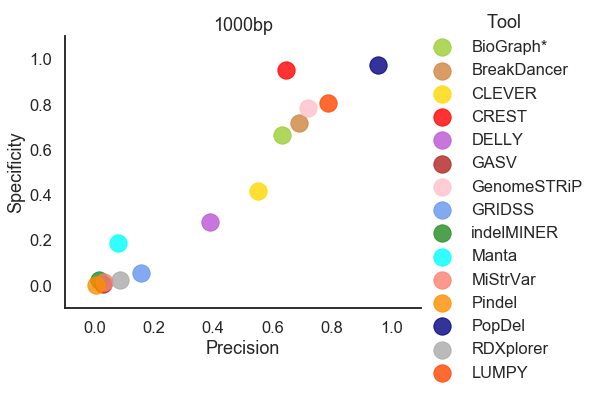 1000bp
Tool
BioGraph*
BreakDancer
CLEVER
CREST
DELLY
GASV
GenomeSTRiP
GRIDSS
indelMINER
Manta
MiStrVar
Pindel
PopDel
RDXplorer
LUMPY
Specificity
1.0
0.8
0.6
0.4
0.2
0.0
0.0 0.2 0.4 0.6 0.8 1.0
Precision